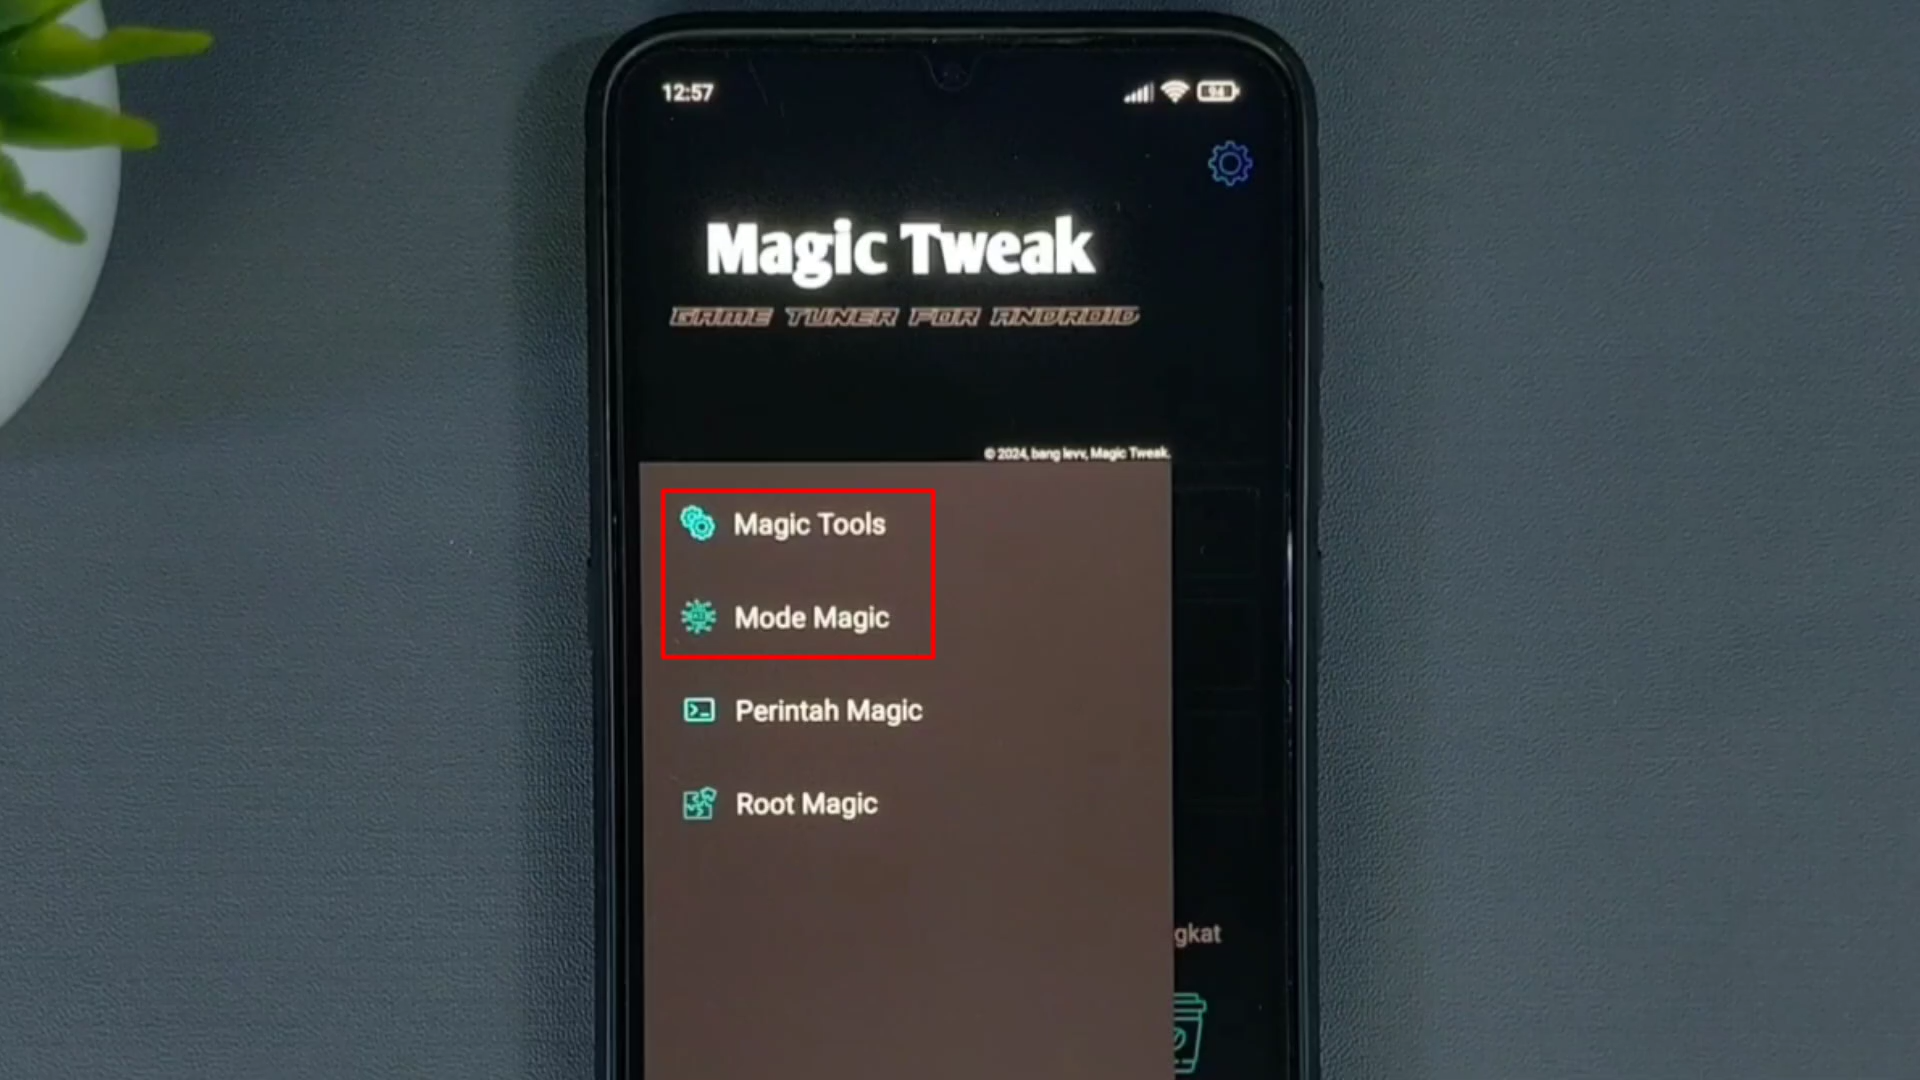 12:57
94
Magic Tweak
GAME TUNER FOR ANDROID
© 2024, bang levv, Magic Tweak.
Magic Tools
Mode Magic
Perintah Magic
Root Magic
gkat